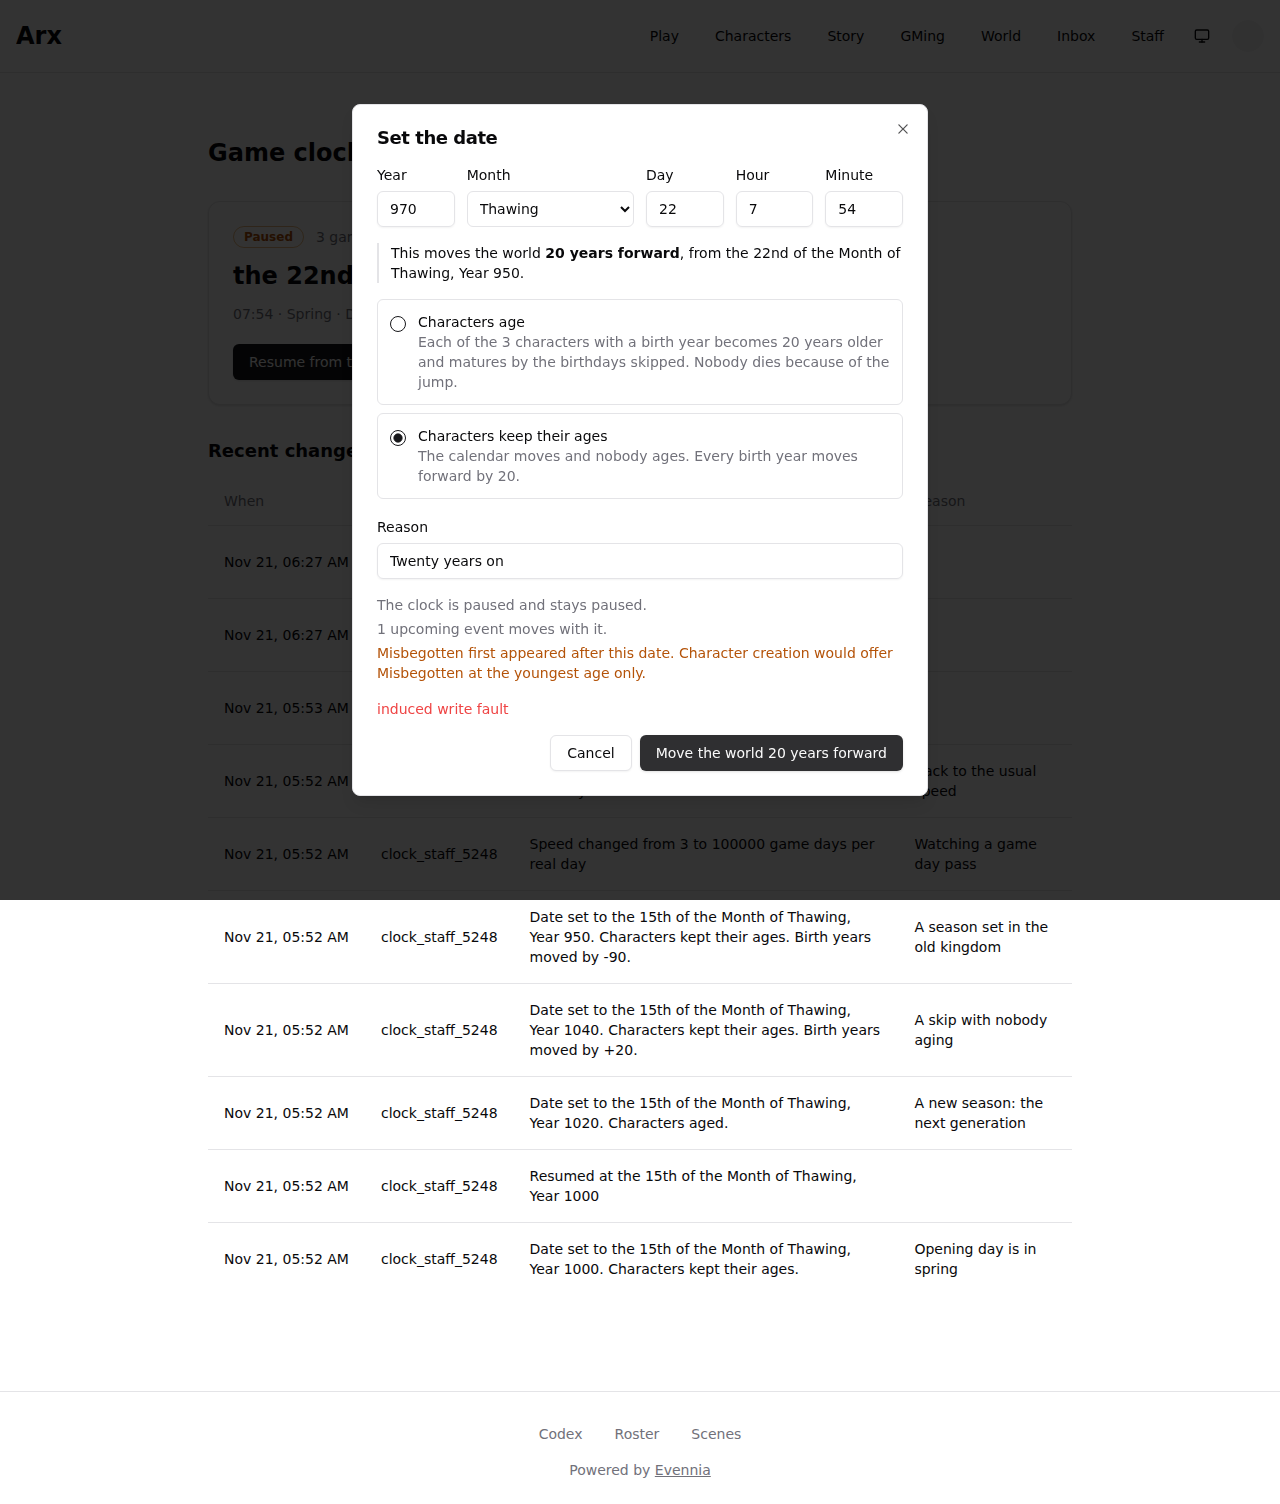 Arx
Play Characters Story GMing World Inbox Staff
Game clock
Paused 3 gam
the 22nd
07:54 · Spring · D
Resume from t
Recent change
When
eason
Nov 21, 06:27 AM
Nov 21, 06:27 AM
Nov 21, 05:53 AM
Nov 21, 05:52 AM
ack to the usual
peed
Set the date
Year Month Day Hour Minute
970 Thawing 22 7 54
This moves the world 20 years forward, from the 22nd of the Month of
Thawing, Year 950.
Characters age
Each of the 3 characters with a birth year becomes 20 years older
and matures by the birthdays skipped. Nobody dies because of the
jump.
Characters keep their ages
The calendar moves and nobody ages. Every birth year moves
forward by 20.
Reason
Twenty years on
The clock is paused and stays paused.
1 upcoming event moves with it.
Misbegotten first appeared after this date. Character creation would offer
Misbegotten at the youngest age only.
induced write fault
Cancel Move the world 20 years forward
Nov 21, 05:52 AM clock_staff_5248 Speed changed from 3 to 100000 game days per
real day
Watching a game
day pass
Nov 21, 05:52 AM clock_staff_5248 Date set to the 15th of the Month of Thawing,
Year 950. Characters kept their ages. Birth years
moved by -90.
A season set in the
old kingdom
Nov 21, 05:52 AM clock_staff_5248 Date set to the 15th of the Month of Thawing,
Year 1040. Characters kept their ages. Birth years
moved by +20.
A skip with nobody
aging
Nov 21, 05:52 AM clock_staff_5248 Date set to the 15th of the Month of Thawing,
Year 1020. Characters aged.
A new season: the
next generation
Nov 21, 05:52 AM clock_staff_5248 Resumed at the 15th of the Month of Thawing,
Year 1000
Nov 21, 05:52 AM clock_staff_5248 Date set to the 15th of the Month of Thawing,
Year 1000. Characters kept their ages.
Opening day is in
spring
Codex Roster Scenes
Powered by Evennia